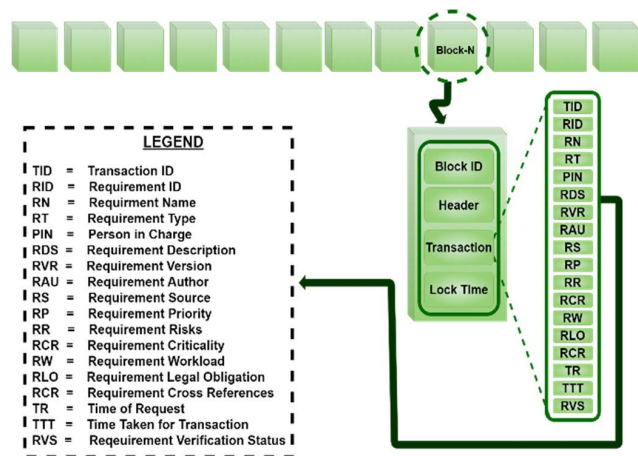 Block-N
LEGEND
TID = Transaction ID
RID = Requirement ID
RN = Requirment Name
RT = Requirement Type
PIN = Person in Charge
RDS = Requirement Description
RVR = Requirement Version
RAU = Requirement Author
RS = Requirement Source
RP = Requirement Priority
RR = Requirement Risks
RCR = Requirement Criticality
RW = Requirement Workload
RLO = Requirement Legal Obligation
RCR = Requirement Cross References
TR = Time of Request
TTT = Time Taken for Transaction
RVS = Reqeuirement Verification Status
Block ID
Header
Transaction
Lock Time
TID
RID
RN
RT
PIN
RDS
RVR
RAU
RS
RP
RR
RCR
RW
RLO
RCR
TR
TTT
RVS